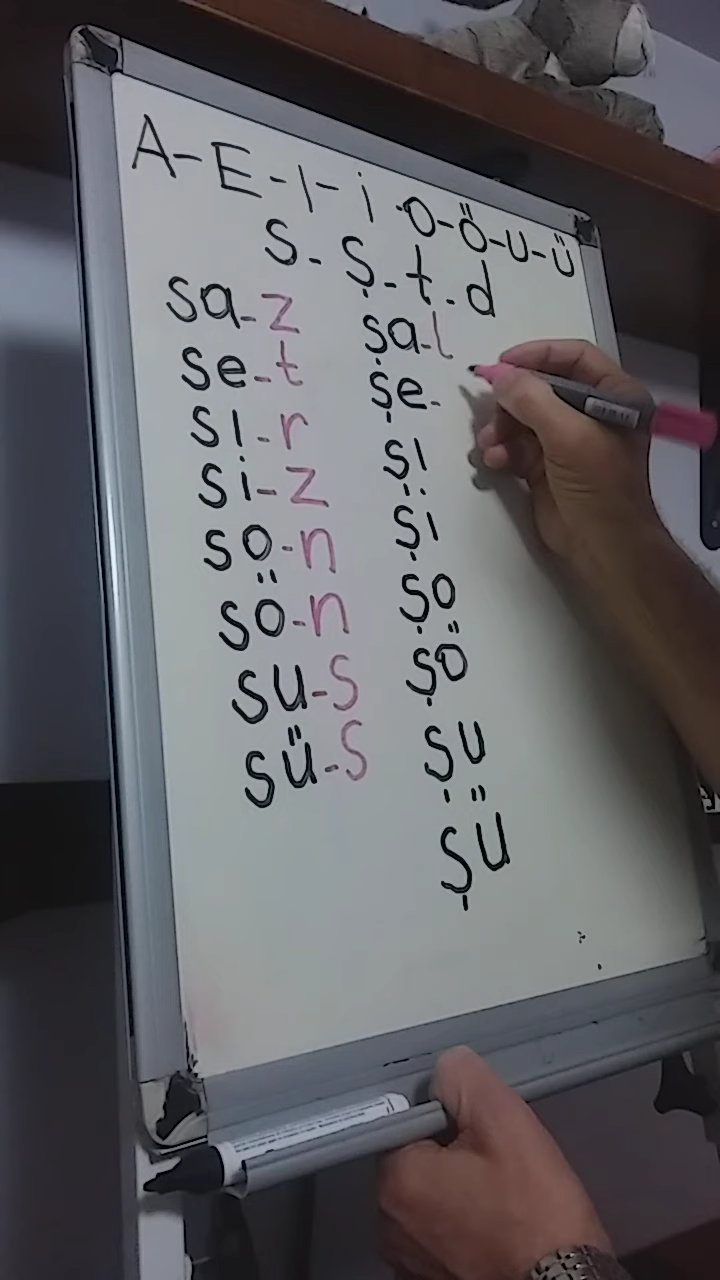 A-E-I-i-O-Ö-U-Ü
S-Ş-t-d
sa-z şa-l
se-t şe-
sı-r şı
si-z şi
so-n şo
sö-n şö
su-s şu
sü-s şü